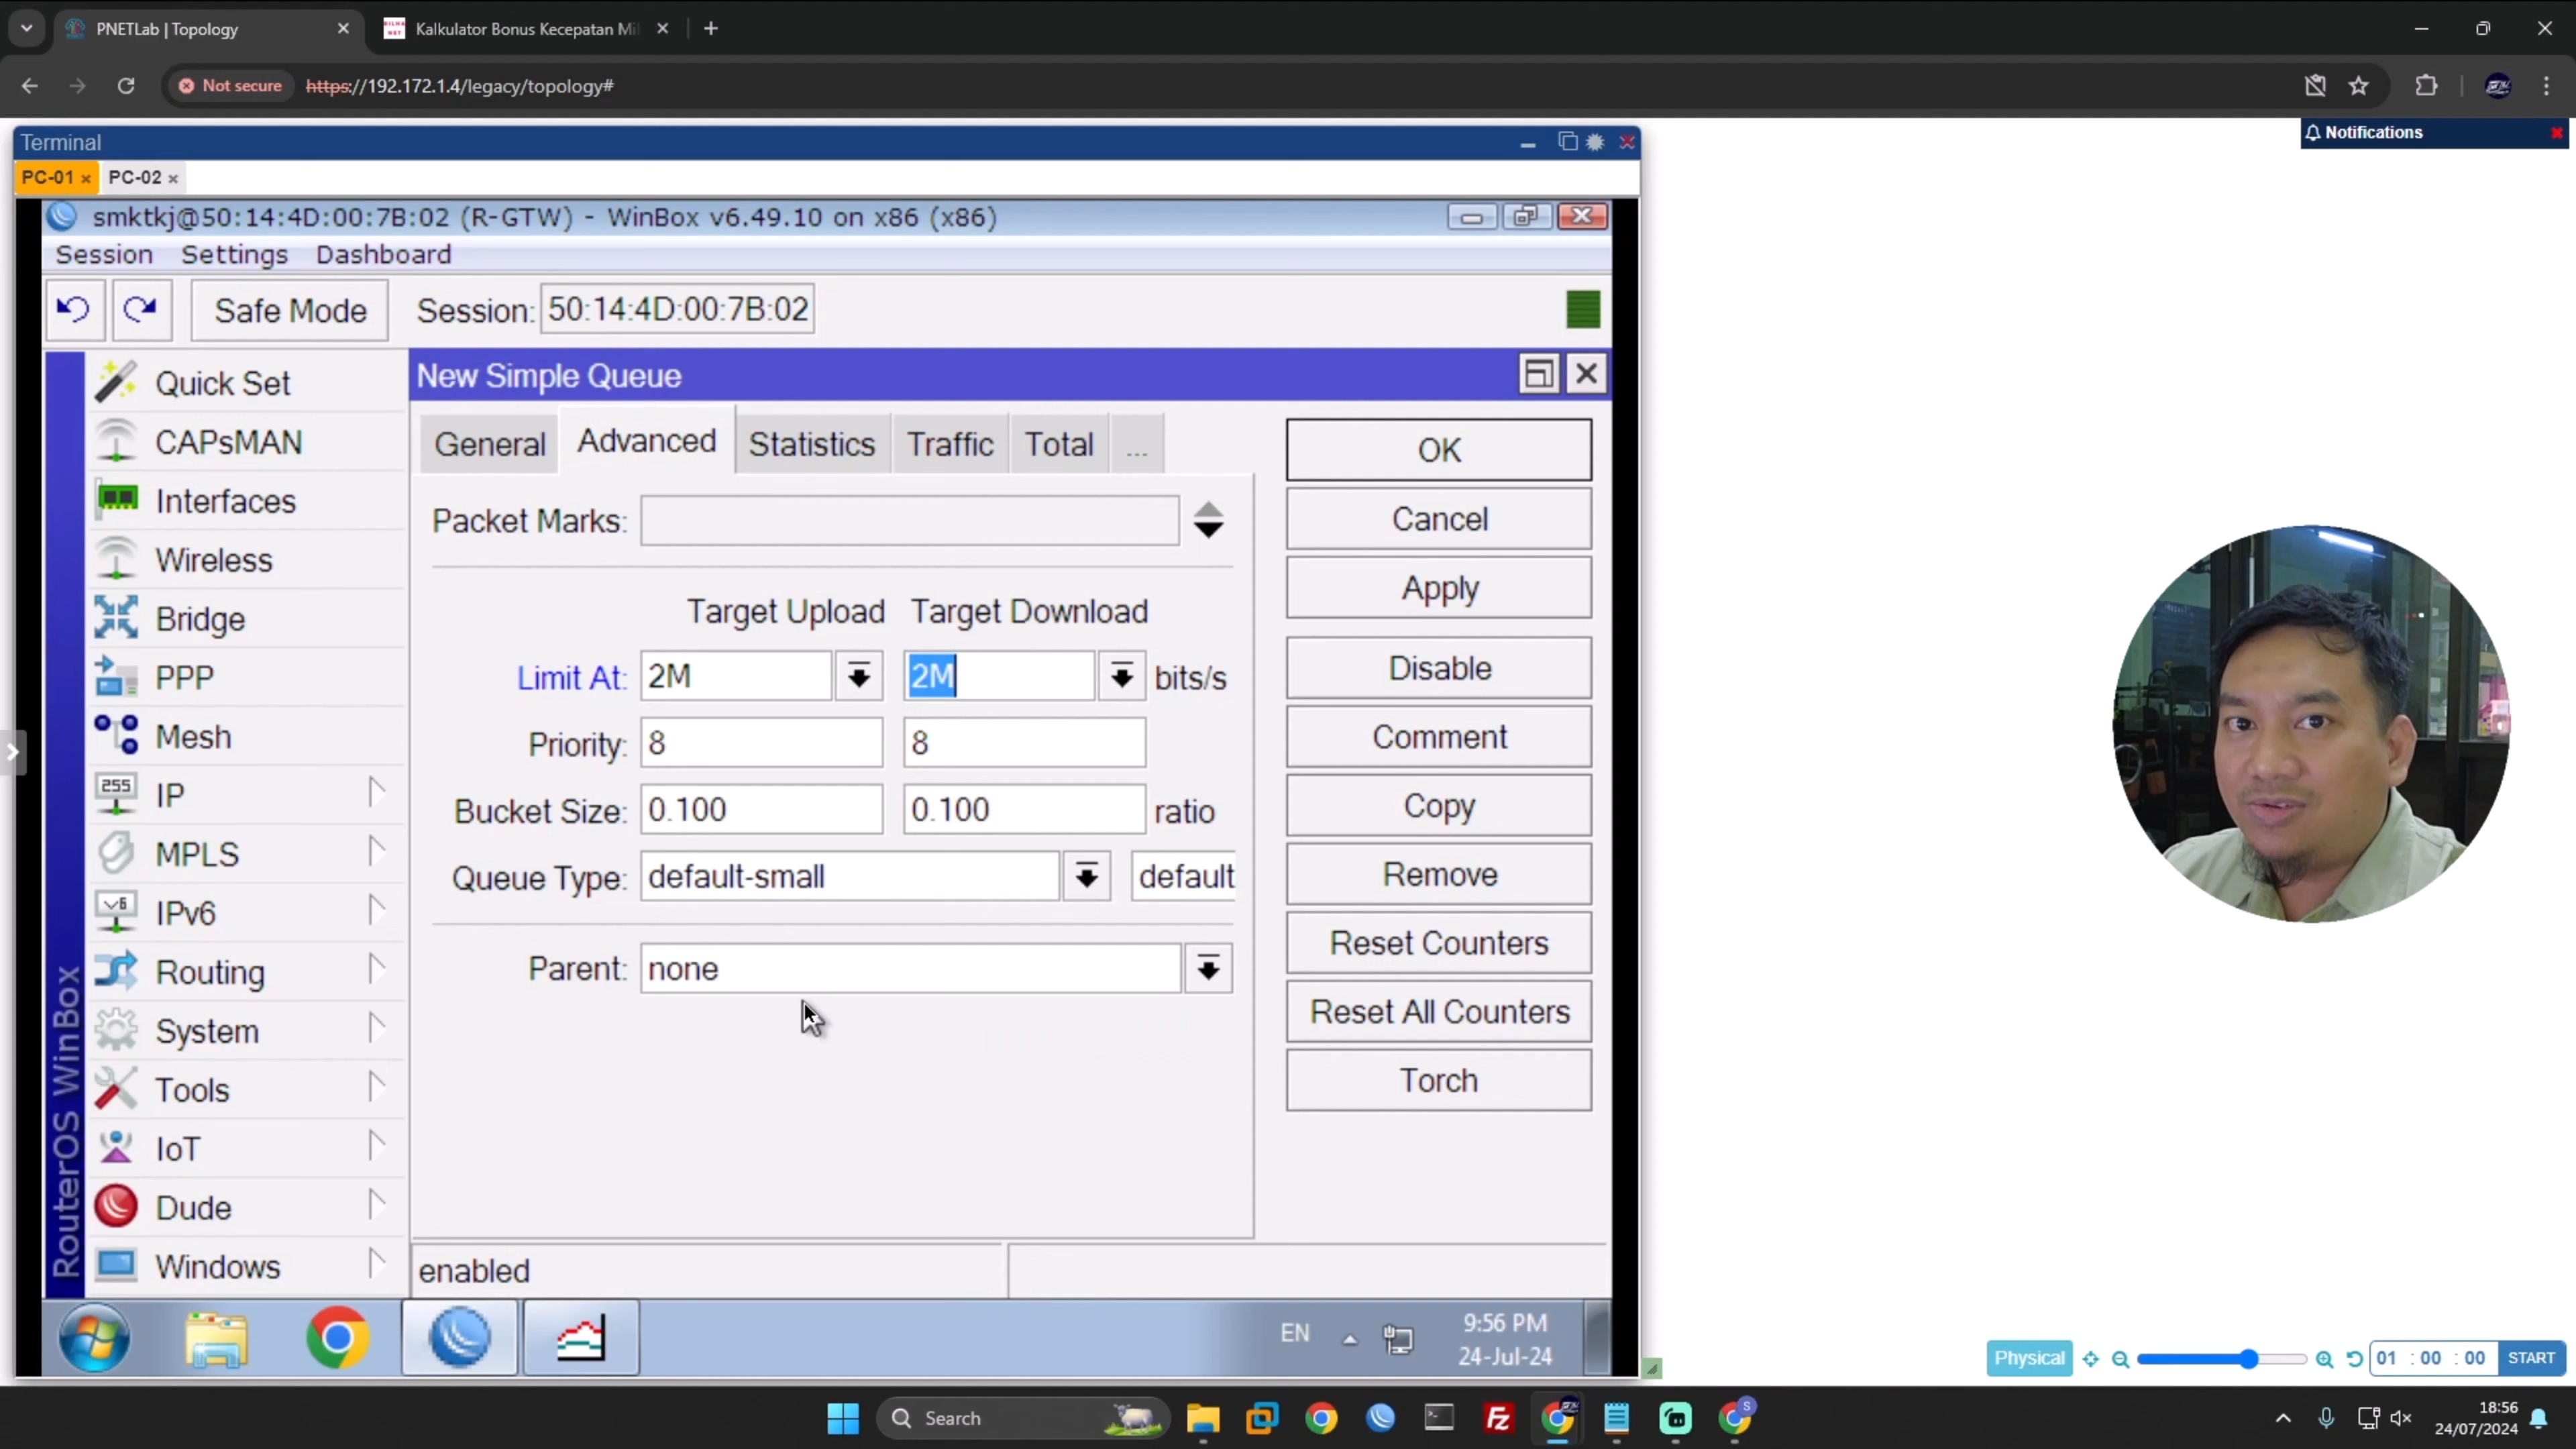 PNETLab | Topology
Kalkulator Bonus Kecepatan Mi
Not secure
https://192.172.1.4/legacy/topology#
Notifications
Terminal
PC-01
PC-02
smktkj@50:14:4D:00:7B:02 (R-GTW) - WinBox v6.49.10 on x86 (x86)
Session Settings Dashboard
Safe Mode
Session: 50:14:4D:00:7B:02
RouterOS WinBox
Quick Set
CAPsMAN
Interfaces
Wireless
Bridge
PPP
Mesh
IP
MPLS
IPv6
Routing
System
Tools
IoT
Dude
Windows
New Simple Queue
General Advanced Statistics Traffic Total ...
Packet Marks:
Target Upload Target Download
Limit At: 2M 2M bits/s
Priority: 8 8
Bucket Size: 0.100 0.100 ratio
Queue Type: default-small default
Parent: none
enabled
OK
Cancel
Apply
Disable
Comment
Copy
Remove
Reset Counters
Reset All Counters
Torch
EN
9:56 PM
24-Jul-24
Physical
01 : 00 : 00 START
Search
18:56
24/07/2024